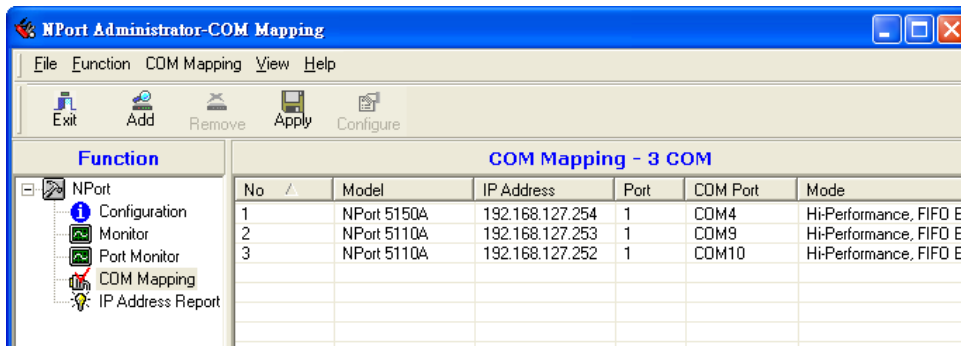 NPort Administrator-COM Mapping
File Function COM Mapping View Help
Exit Add Remove Apply Configure
Function
COM Mapping - 3 COM
NPort
Configuration
Monitor
Port Monitor
COM Mapping
IP Address Report
No Model IP Address Port COM Port Mode
1 NPort 5150A 192.168.127.254 1 COM4 Hi-Performance, FIFO E
2 NPort 5110A 192.168.127.253 1 COM9 Hi-Performance, FIFO E
3 NPort 5110A 192.168.127.252 1 COM10 Hi-Performance, FIFO E